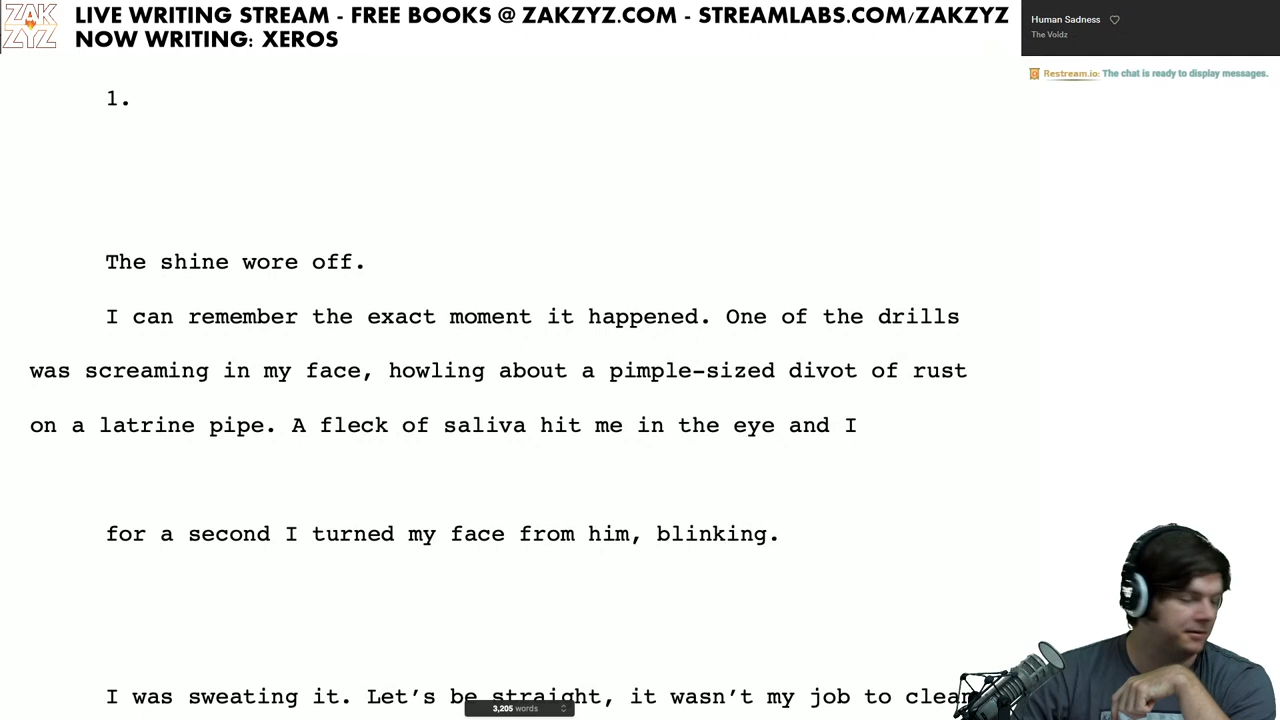 ZAK
ZYZ
LIVE WRITING STREAM - FREE BOOKS @ ZAKZYZ.COM - STREAMLABS.COM/ZAKZYZ
NOW WRITING: XEROS
Human Sadness
The Voidz
Restream.io: The chat is ready to display messages.
1.
The shine wore off.
I can remember the exact moment it happened. One of the drills
was screaming in my face, howling about a pimple-sized divot of rust
on a latrine pipe. A fleck of saliva hit me in the eye and I
for a second I turned my face from him, blinking.
I was sweating it. Let’s be straight, it wasn’t my job to clean
3,205 words